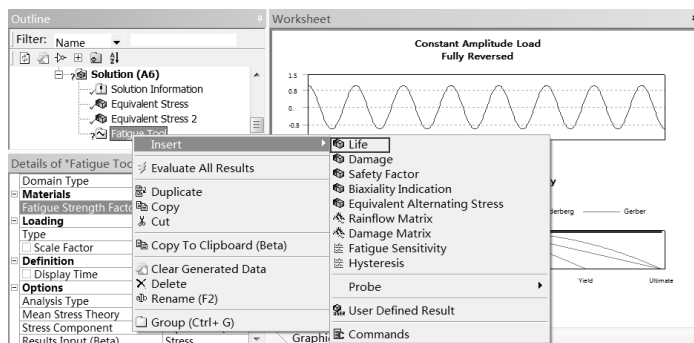 Outline
Filter: Name
Solution (A6)
Solution Information
Equivalent Stress
Equivalent Stress 2
Fatigue Tool
Details of "Fatigue Too
Domain Type
Materials
Fatigue Strength Facto
Loading
Type
Scale Factor
Definition
Display Time
Options
Analysis Type
Mean Stress Theory
Stress Component
Results Input (Beta) Stress
Insert
Evaluate All Results
Duplicate
Copy
Cut
Copy To Clipboard (Beta)
Clear Generated Data
Delete
Rename (F2)
Group (Ctrl+ G)
Life
Damage
Safety Factor
Biaxiality Indication
Equivalent Alternating Stress
Rainflow Matrix
Damage Matrix
Fatigue Sensitivity
Hysteresis
Probe
User Defined Result
Commands
Worksheet
Constant Amplitude Load
Fully Reversed
1.5
0.8
0.
-0.8
y
derberg Gerber
Yield Ultimate
Graphi